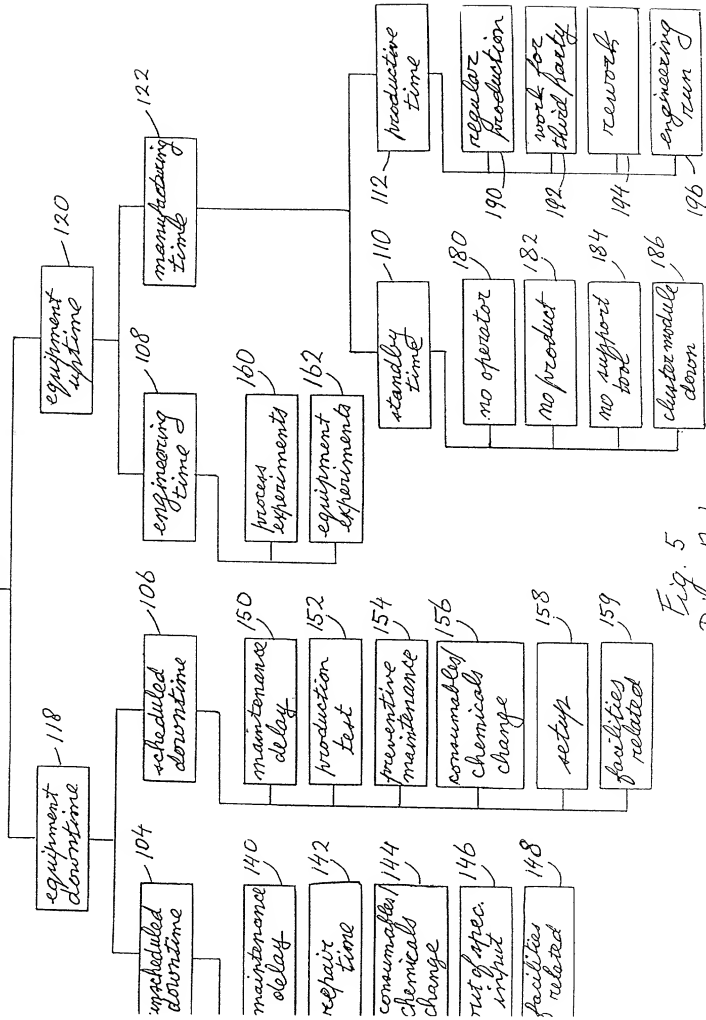 equipment
downtime
118
equipment
uptime
120
104
downtime
scheduled
downtime
106
engineering
time
108
manufacturing
time
122
maintenance
delay
140
repair
time
142
consumables/
chemicals
change
144
out of spec.
input
146
facilities
related
148
maintenance
delay
150
production
test
152
preventive
maintenance
154
consumables/
chemicals
change
156
setup
158
facilities
related
159
process
experiments
160
equipment
experiments
162
standby
time
110
no operator
180
no product
182
no support
tool
184
cluster module
down
186
productive
time
112
regular
production
190
work for
third party
192
rework
194
engineering
run
196
Fig. 5